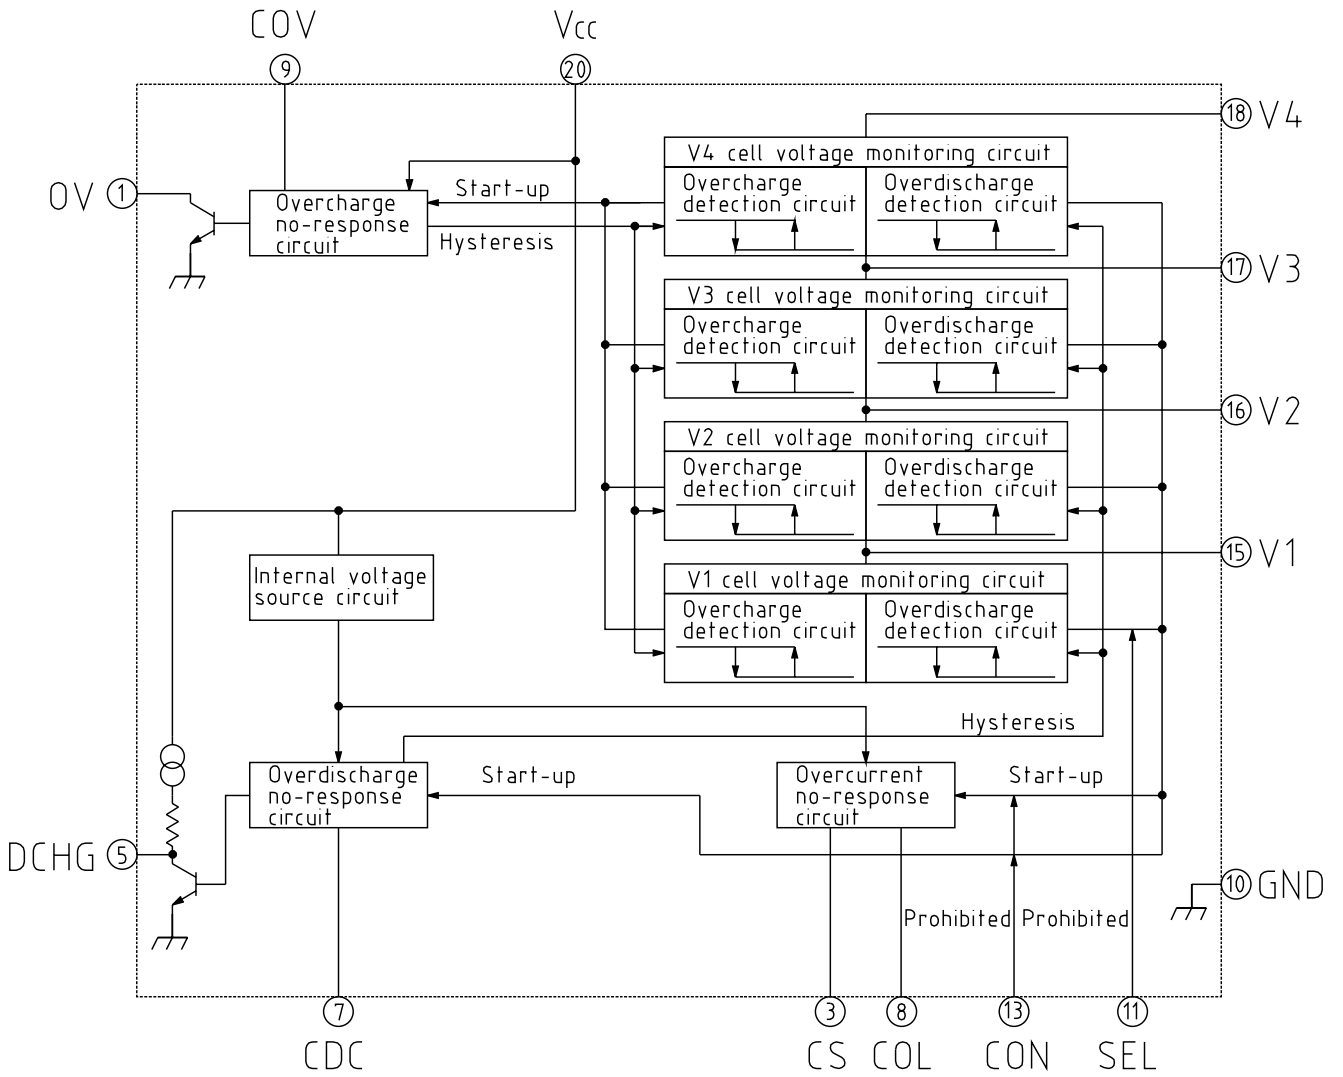 COV
Vcc
9
20
18 V4
V4 cell voltage monitoring circuit
OV 1
Overcharge
no-response
circuit
Start-up
Hysteresis
Overcharge
detection circuit
Overdischarge
detection circuit
17 V3
V3 cell voltage monitoring circuit
Overcharge
detection circuit
Overdischarge
detection circuit
16 V2
V2 cell voltage monitoring circuit
Overcharge
detection circuit
Overdischarge
detection circuit
15 V1
Internal voltage
source circuit
V1 cell voltage monitoring circuit
Overcharge
detection circuit
Overdischarge
detection circuit
Hysteresis
Overdischarge
no-response
circuit
Start-up
Overcurrent
no-response
circuit
Start-up
DCHG 5
10 GND
Prohibited
Prohibited
7
3
8
13
11
CDC
CS
COL
CON
SEL